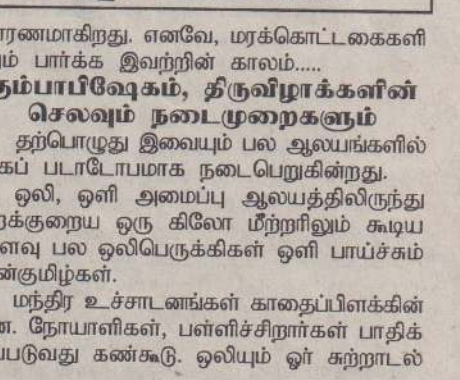 ாரணமாகிறது. எனவே, மரக்கொட்டகைகளி
ும் பார்க்க இவற்றின் காலம்.....
கும்பாபிஷேகம், திருவிழாக்களின்
செலவும் நடைமுறைகளும்
தற்பொழுது இவையும் பல ஆலயங்களில்
கப் படாடோபமாக நடைபெறுகின்றது.
ஒலி, ஒளி அமைப்பு ஆலயத்திலிருந்து
றக்குறைய ஒரு கிலோ மீற்றரிலும் கூடிய
ளவு பல ஒலிபெருக்கிகள் ஒளி பாய்ச்சும்
ன்குமிழ்கள்.
மந்திர உச்சாடனங்கள் காதைப்பிளக்கின்
ன. நோயாளிகள், பள்ளிச்சிறார்கள் பாதிக்
ப்படுவது கண்கூடு. ஒலியும் ஓர் சுற்றாடல்